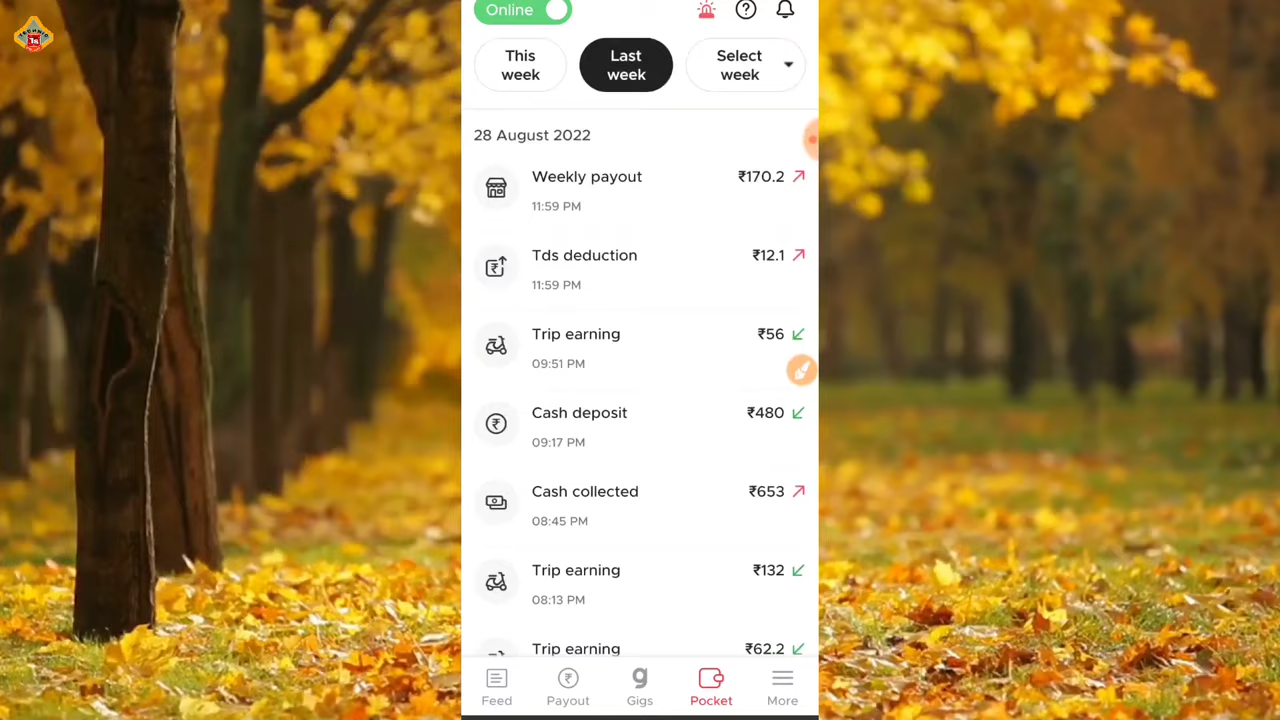 TECHNIC
TS
Online
This
week
Last
week
Select
week
28 August 2022
Weekly payout
₹170.2
11:59 PM
Tds deduction
₹12.1
11:59 PM
Trip earning
₹56
09:51 PM
Cash deposit
₹480
09:17 PM
Cash collected
₹653
08:45 PM
Trip earning
₹132
08:13 PM
Trip earning
₹62.2
Feed
Payout
Gigs
Pocket
More